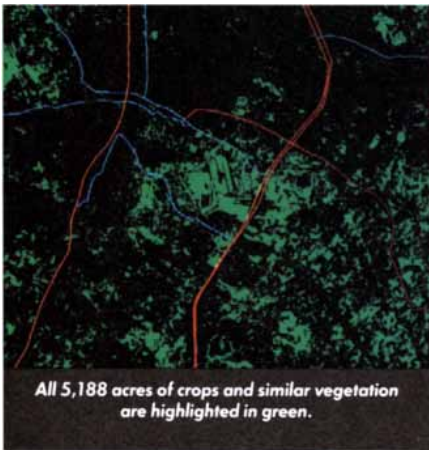 All 5,188 acres of crops and similar vegetation
are highlighted in green.